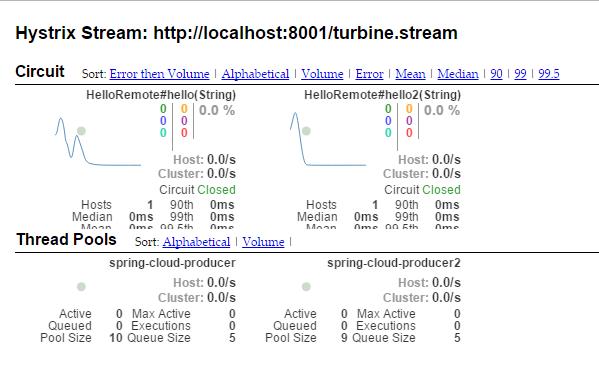 Hystrix Stream: http://localhost:8001/turbine.stream
Circuit Sort: Error then Volume | Alphabetical | Volume | Error | Mean | Median | 90 | 99 | 99.5
HelloRemote#hello(String) HelloRemote#hello2(String)
0 0 0.0 % 0 0 0.0 %
0 0 0 0
0 0 0 0
Host: 0.0/s Host: 0.0/s
Cluster: 0.0/s Cluster: 0.0/s
Circuit Closed Circuit Closed
Hosts 1 90th 0ms Hosts 1 90th 0ms
Median 0ms 99th 0ms Median 0ms 99th 0ms
Mean 0ms 99.5th 0ms Mean 0ms 99.5th 0ms
Thread Pools Sort: Alphabetical | Volume |
spring-cloud-producer spring-cloud-producer2
Host: 0.0/s Host: 0.0/s
Cluster: 0.0/s Cluster: 0.0/s
Active 0 Max Active 0 Active 0 Max Active 0
Queued 0 Executions 0 Queued 0 Executions 0
Pool Size 10 Queue Size 5 Pool Size 9 Queue Size 5